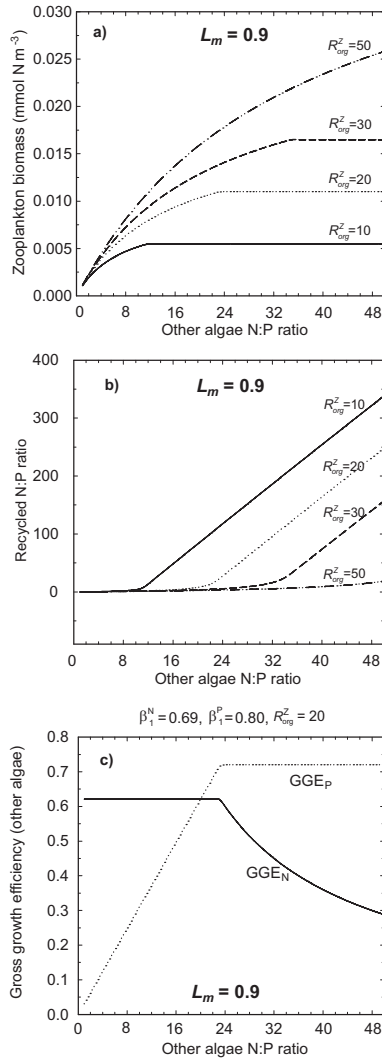 a)
L_m = 0.9
R^Z_org=50
R^Z_org=30
R^Z_org=20
R^Z_org=10
Zooplankton biomass (mmol N m⁻³)
0.030
0.025
0.020
0.015
0.010
0.005
0.000
8 16 24 32 40 48
Other algae N:P ratio
b)
L_m = 0.9
R^Z_org=10
R^Z_org=20
R^Z_org=30
R^Z_org=50
Recycled N:P ratio
400
300
200
100
0
0 8 16 24 32 40 48
Other algae N:P ratio
β^N_1=0.69, β^P_1=0.80, R^Z_org = 20
c)
GGE_P
GGE_N
L_m = 0.9
Gross growth efficiency (other algae)
0.8
0.7
0.6
0.5
0.4
0.3
0.2
0.1
0.0
0 8 16 24 32 40 48
Other algae N:P ratio